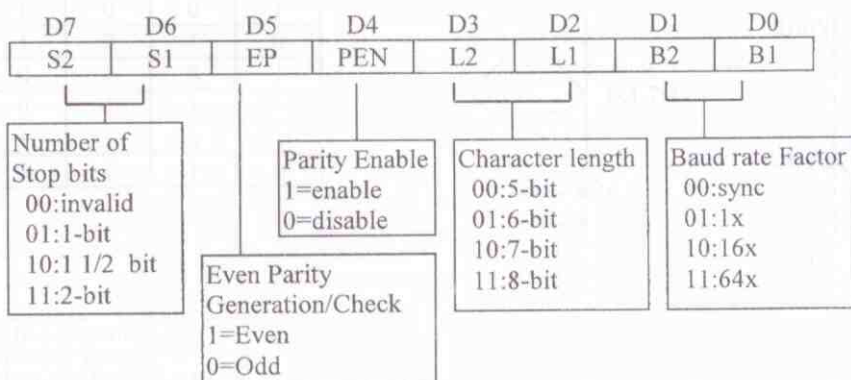 D7 D6 D5 D4 D3 D2 D1 D0
S2 S1 EP PEN L2 L1 B2 B1
Number of
Stop bits
00:invalid
01:1-bit
10:1 1/2 bit
11:2-bit
Even Parity
Generation/Check
1=Even
0=Odd
Parity Enable
1=enable
0=disable
Character length
00:5-bit
01:6-bit
10:7-bit
11:8-bit
Baud rate Factor
00:sync
01:1x
10:16x
11:64x